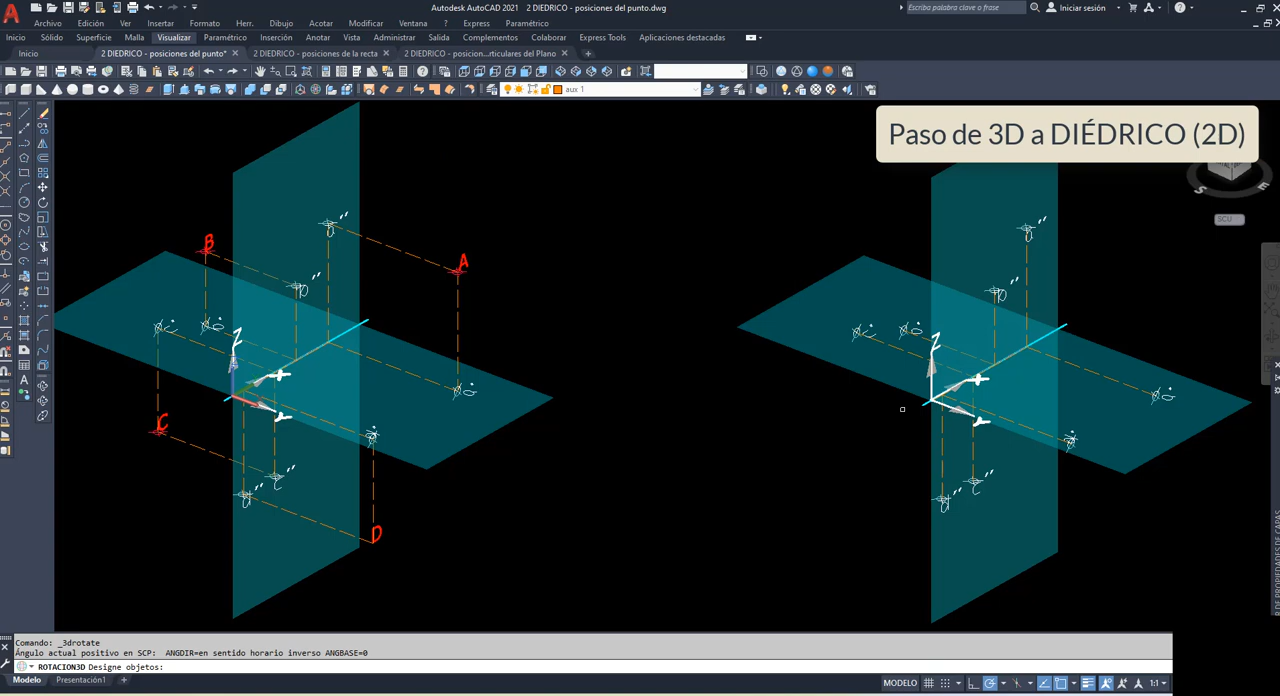 Autodesk AutoCAD 2021   2 DIEDRICO - posiciones del punto.dwg
Escriba palabra clave o frase
Iniciar sesión
Archivo Edición Ver Insertar Formato Herr. Dibujo Acotar Modificar Ventana ? Express Paramétrico
Inicio Sólido Superficie Malla Visualizar Paramétrico Inserción Anotar Vista Administrar Salida Complementos Colaborar Express Tools Aplicaciones destacadas
Inicio
2 DIEDRICO - posiciones del punto*
2 DIEDRICO - posiciones de la recta
2 DIEDRICO - posicion...rticulares del Plano
aux 1
Paso de 3D a DIÉDRICO (2D)
S E
SCU
B
A
C
D
Z
X
Y
Z
X
Y
Comando: _3drotate
Ángulo actual positivo en SCP:  ANGDIR=en sentido horario inverso ANGBASE=0
ROTACION3D Designe objetos:
Modelo Presentación1 +
MODELO
1:1